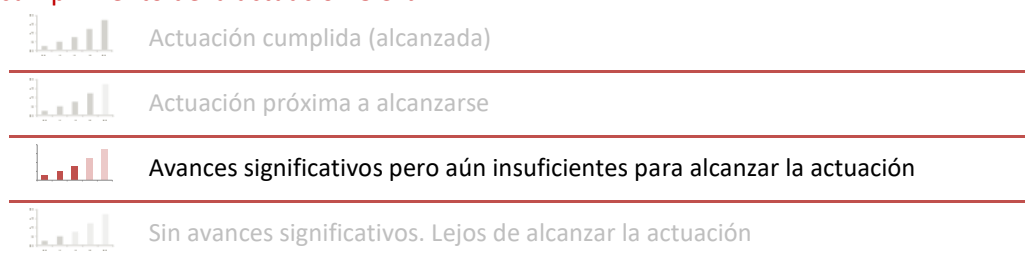 Actuación cumplida (alcanzada)
Actuación próxima a alcanzarse
Avances significativos pero aún insuficientes para alcanzar la actuación
Sin avances significativos. Lejos de alcanzar la actuación